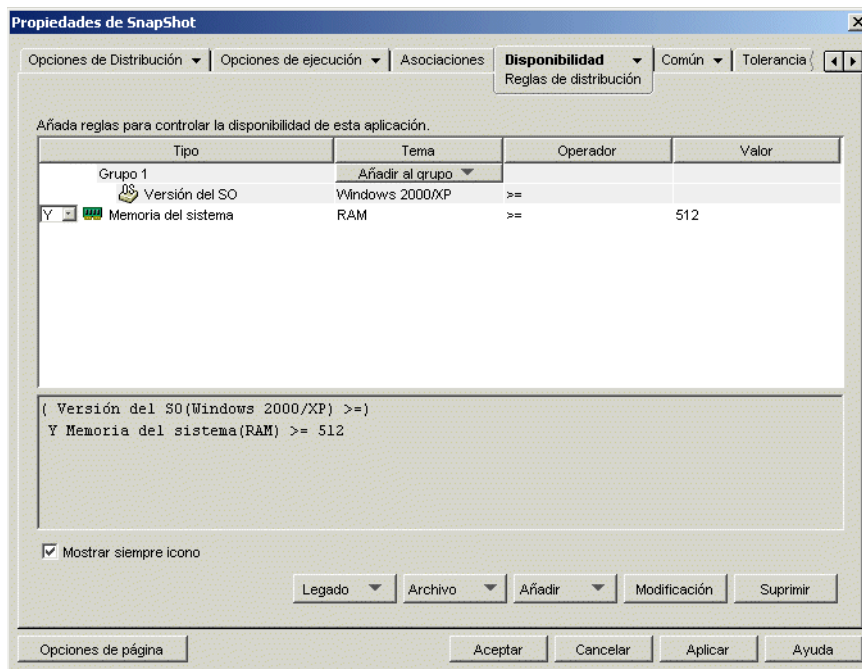 Propiedades de SnapShot
Opciones de Distribución Opciones de ejecución Asociaciones Disponibilidad Común Tolerancia
Reglas de distribución
Añada reglas para controlar la disponibilidad de esta aplicación.
Tipo Tema Operador Valor
Grupo 1 Añadir al grupo
Versión del SO Windows 2000/XP >=
Y Memoria del sistema RAM >= 512
( Versión del SO(Windows 2000/XP) >=)
Y Memoria del sistema(RAM) >= 512
Mostrar siempre icono
Legado Archivo Añadir Modificación Suprimir
Opciones de página Aceptar Cancelar Aplicar Ayuda